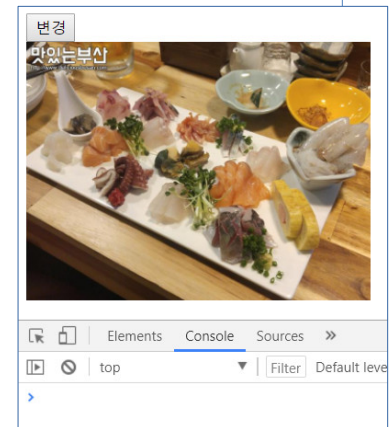 변경
맛있는부산
Elements Console Sources »
top ▼ Filter Default leve